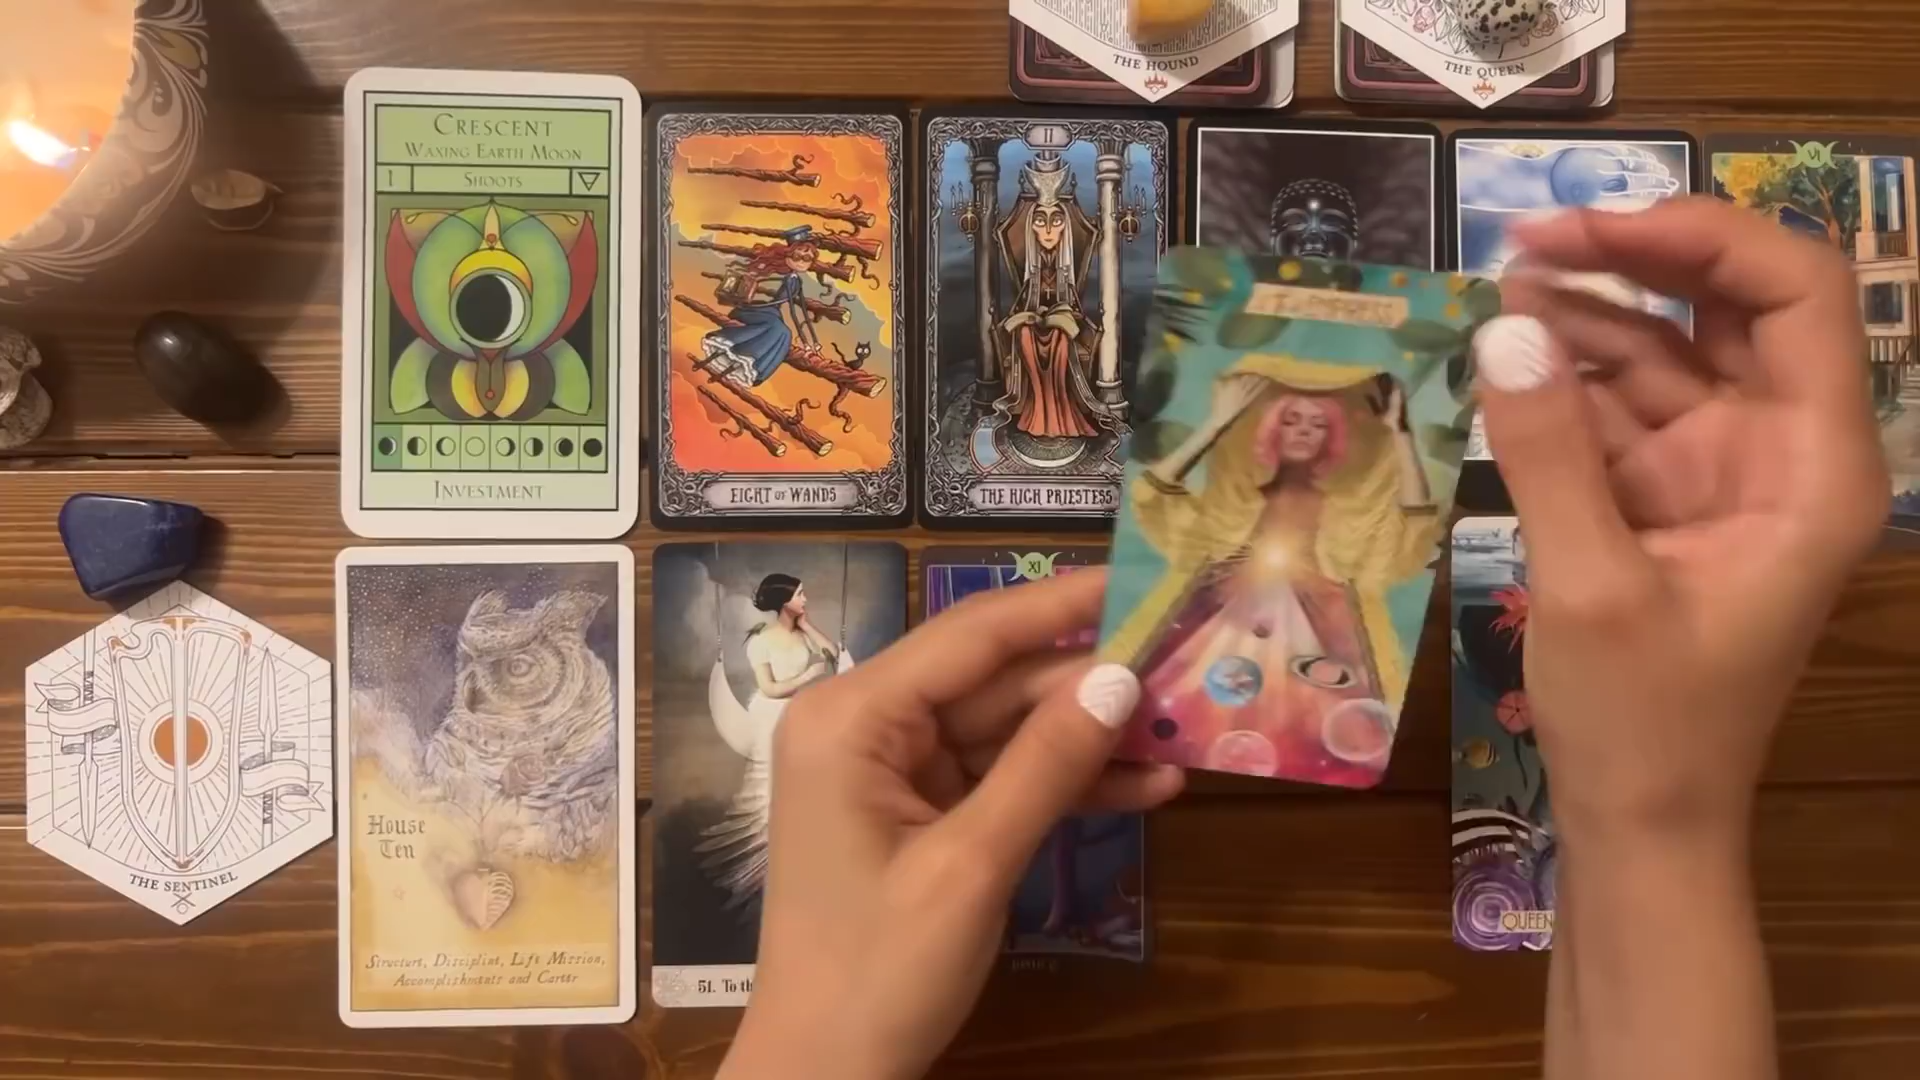 THE HOUND
THE QUEEN
CRESCENT
WAXING EARTH MOON
1
SHOOTS
INVESTMENT
EIGHT OF WANDS
II
THE HIGH PRIESTESS
VI
EMPRESS
XI
THE SENTINEL
House
Ten
Structure, Discipline, Life Mission,
Accomplishments and Career
51. To th
QUEEN